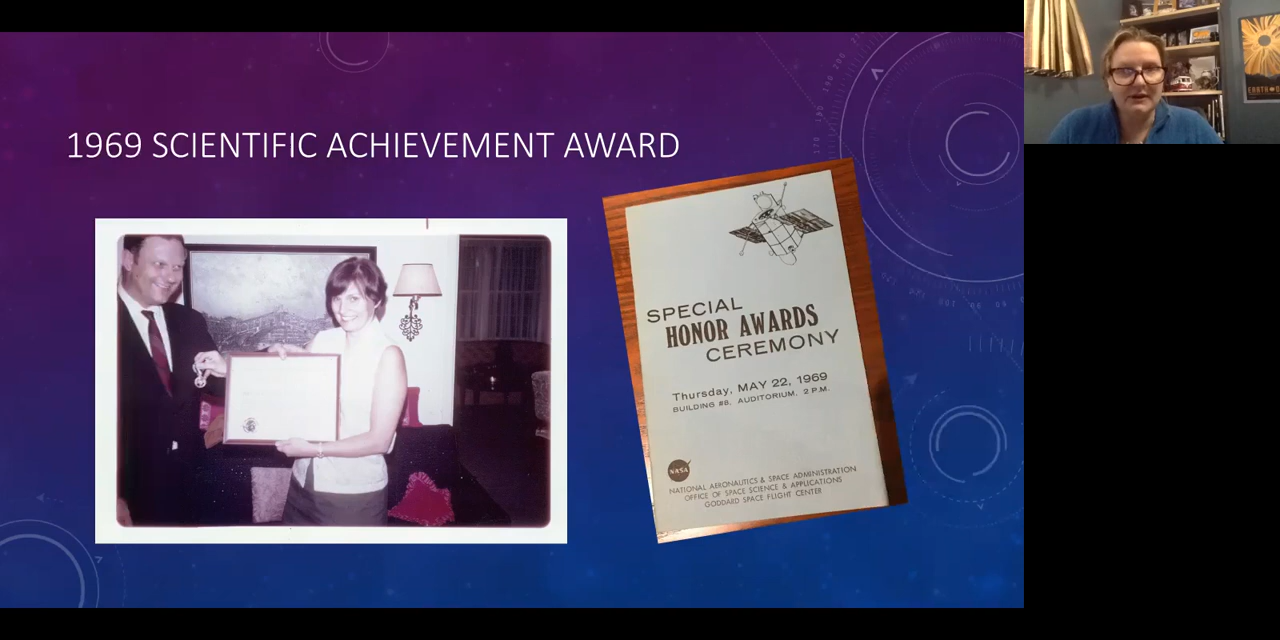 1969 SCIENTIFIC ACHIEVEMENT AWARD
SPECIAL
HONOR AWARDS
CEREMONY
Thursday, MAY 22, 1969
BUILDING #8, AUDITORIUM, 2 P.M.
NASA
NATIONAL AERONAUTICS & SPACE ADMINISTRATION
OFFICE OF SPACE SCIENCE & APPLICATIONS
GODDARD SPACE FLIGHT CENTER
EARTH